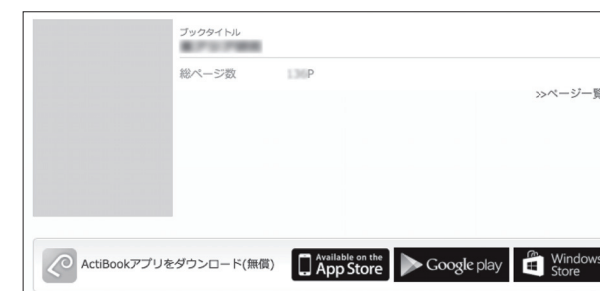 ブックタイトル
総ページ数 136P
>>ページ一覧
ActiBookアプリをダウンロード(無償)
Available on the
App Store
Google play
Windows
Store